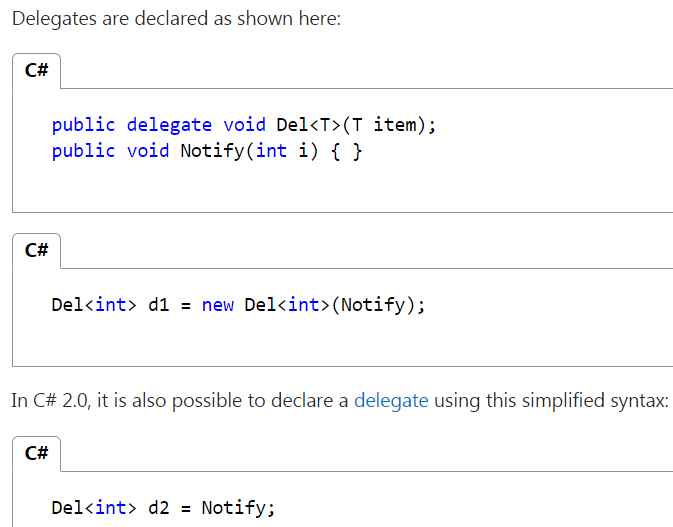 Delegates are declared as shown here:
C#
public delegate void Del<T>(T item);
public void Notify(int i) { }
C#
Del<int> d1 = new Del<int>(Notify);
In C# 2.0, it is also possible to declare a delegate using this simplified syntax:
C#
Del<int> d2 = Notify;